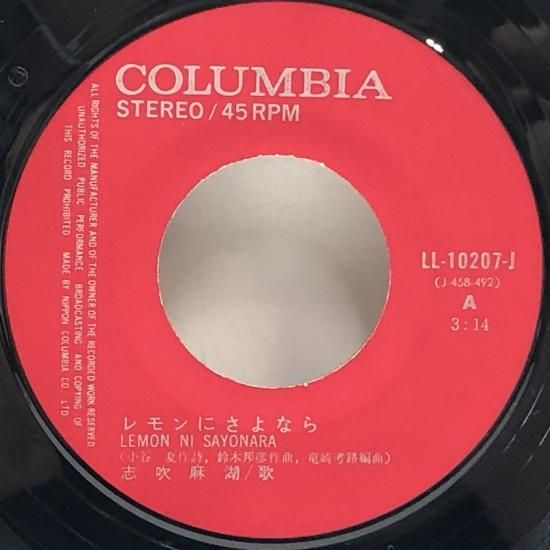 COLUMBIA
STEREO / 45 RPM
ALL RIGHTS OF THE MANUFACTURER AND OF THE OWNER OF THE RECORDED WORK RESERVED
UNAUTHORIZED PUBLIC PERFORMANCE BROADCASTING AND COPYING OF
THIS RECORD PROHIBITED   MADE BY NIPPON COLUMBIA CO. LTD.
LL-10207-J
(J-458-492)
A
3:14
レモンにさよなら
LEMON NI SAYONARA
(小谷 夏作詩, 鈴木邦彦作曲, 竜崎孝路編曲)
志吹麻湖/歌